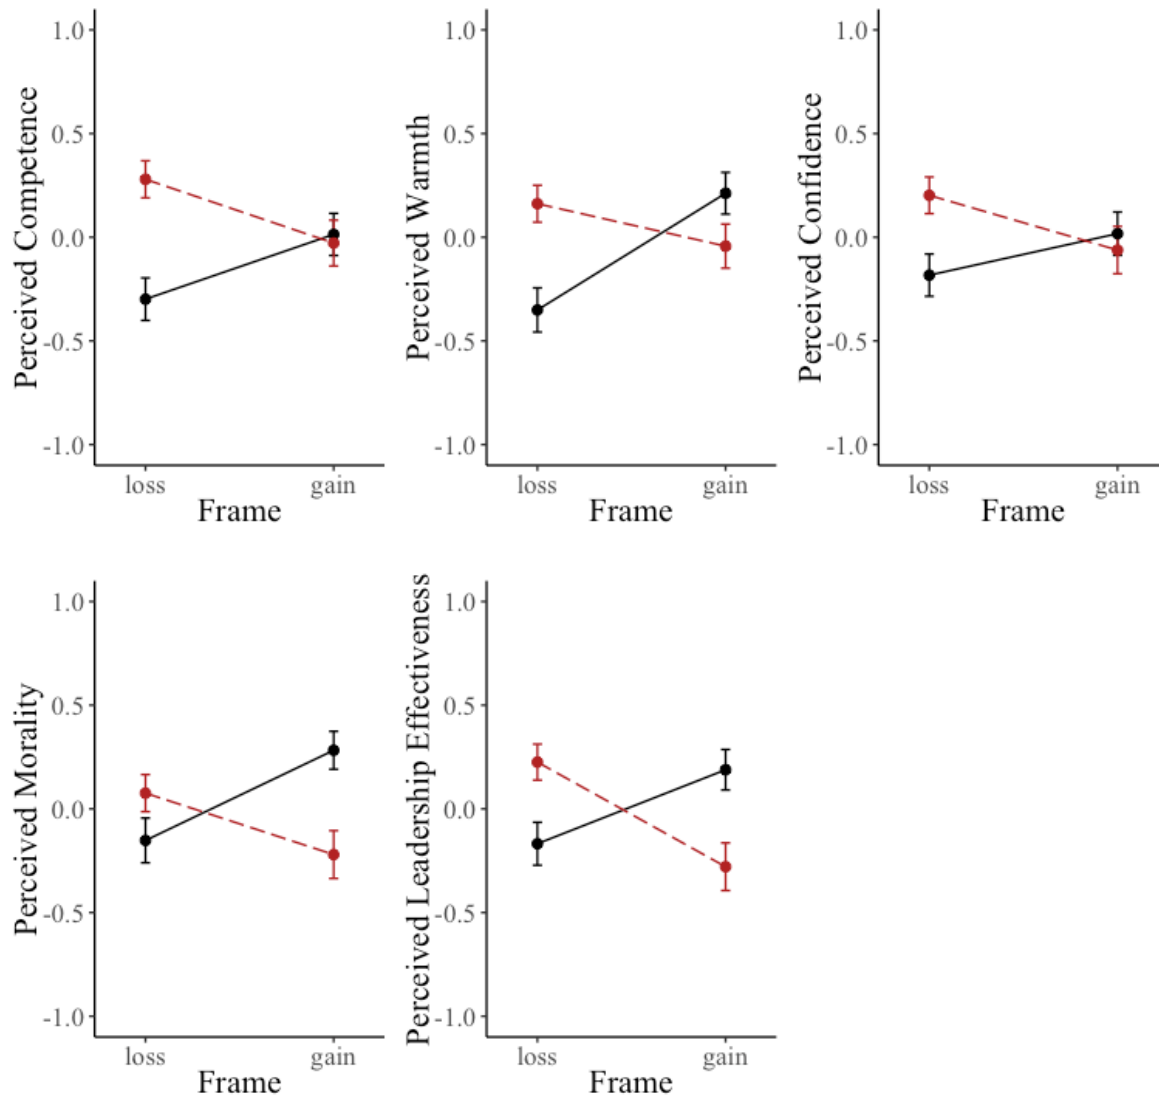 Perceived Competence
1.0
0.5
0.0
-0.5
-1.0
loss gain
Frame
Perceived Warmth
1.0
0.5
0.0
-0.5
-1.0
loss gain
Frame
Perceived Confidence
1.0
0.5
0.0
-0.5
-1.0
loss gain
Frame
Perceived Morality
1.0
0.5
0.0
-0.5
-1.0
loss gain
Frame
Perceived Leadership Effectiveness
1.0
0.5
0.0
-0.5
-1.0
loss gain
Frame